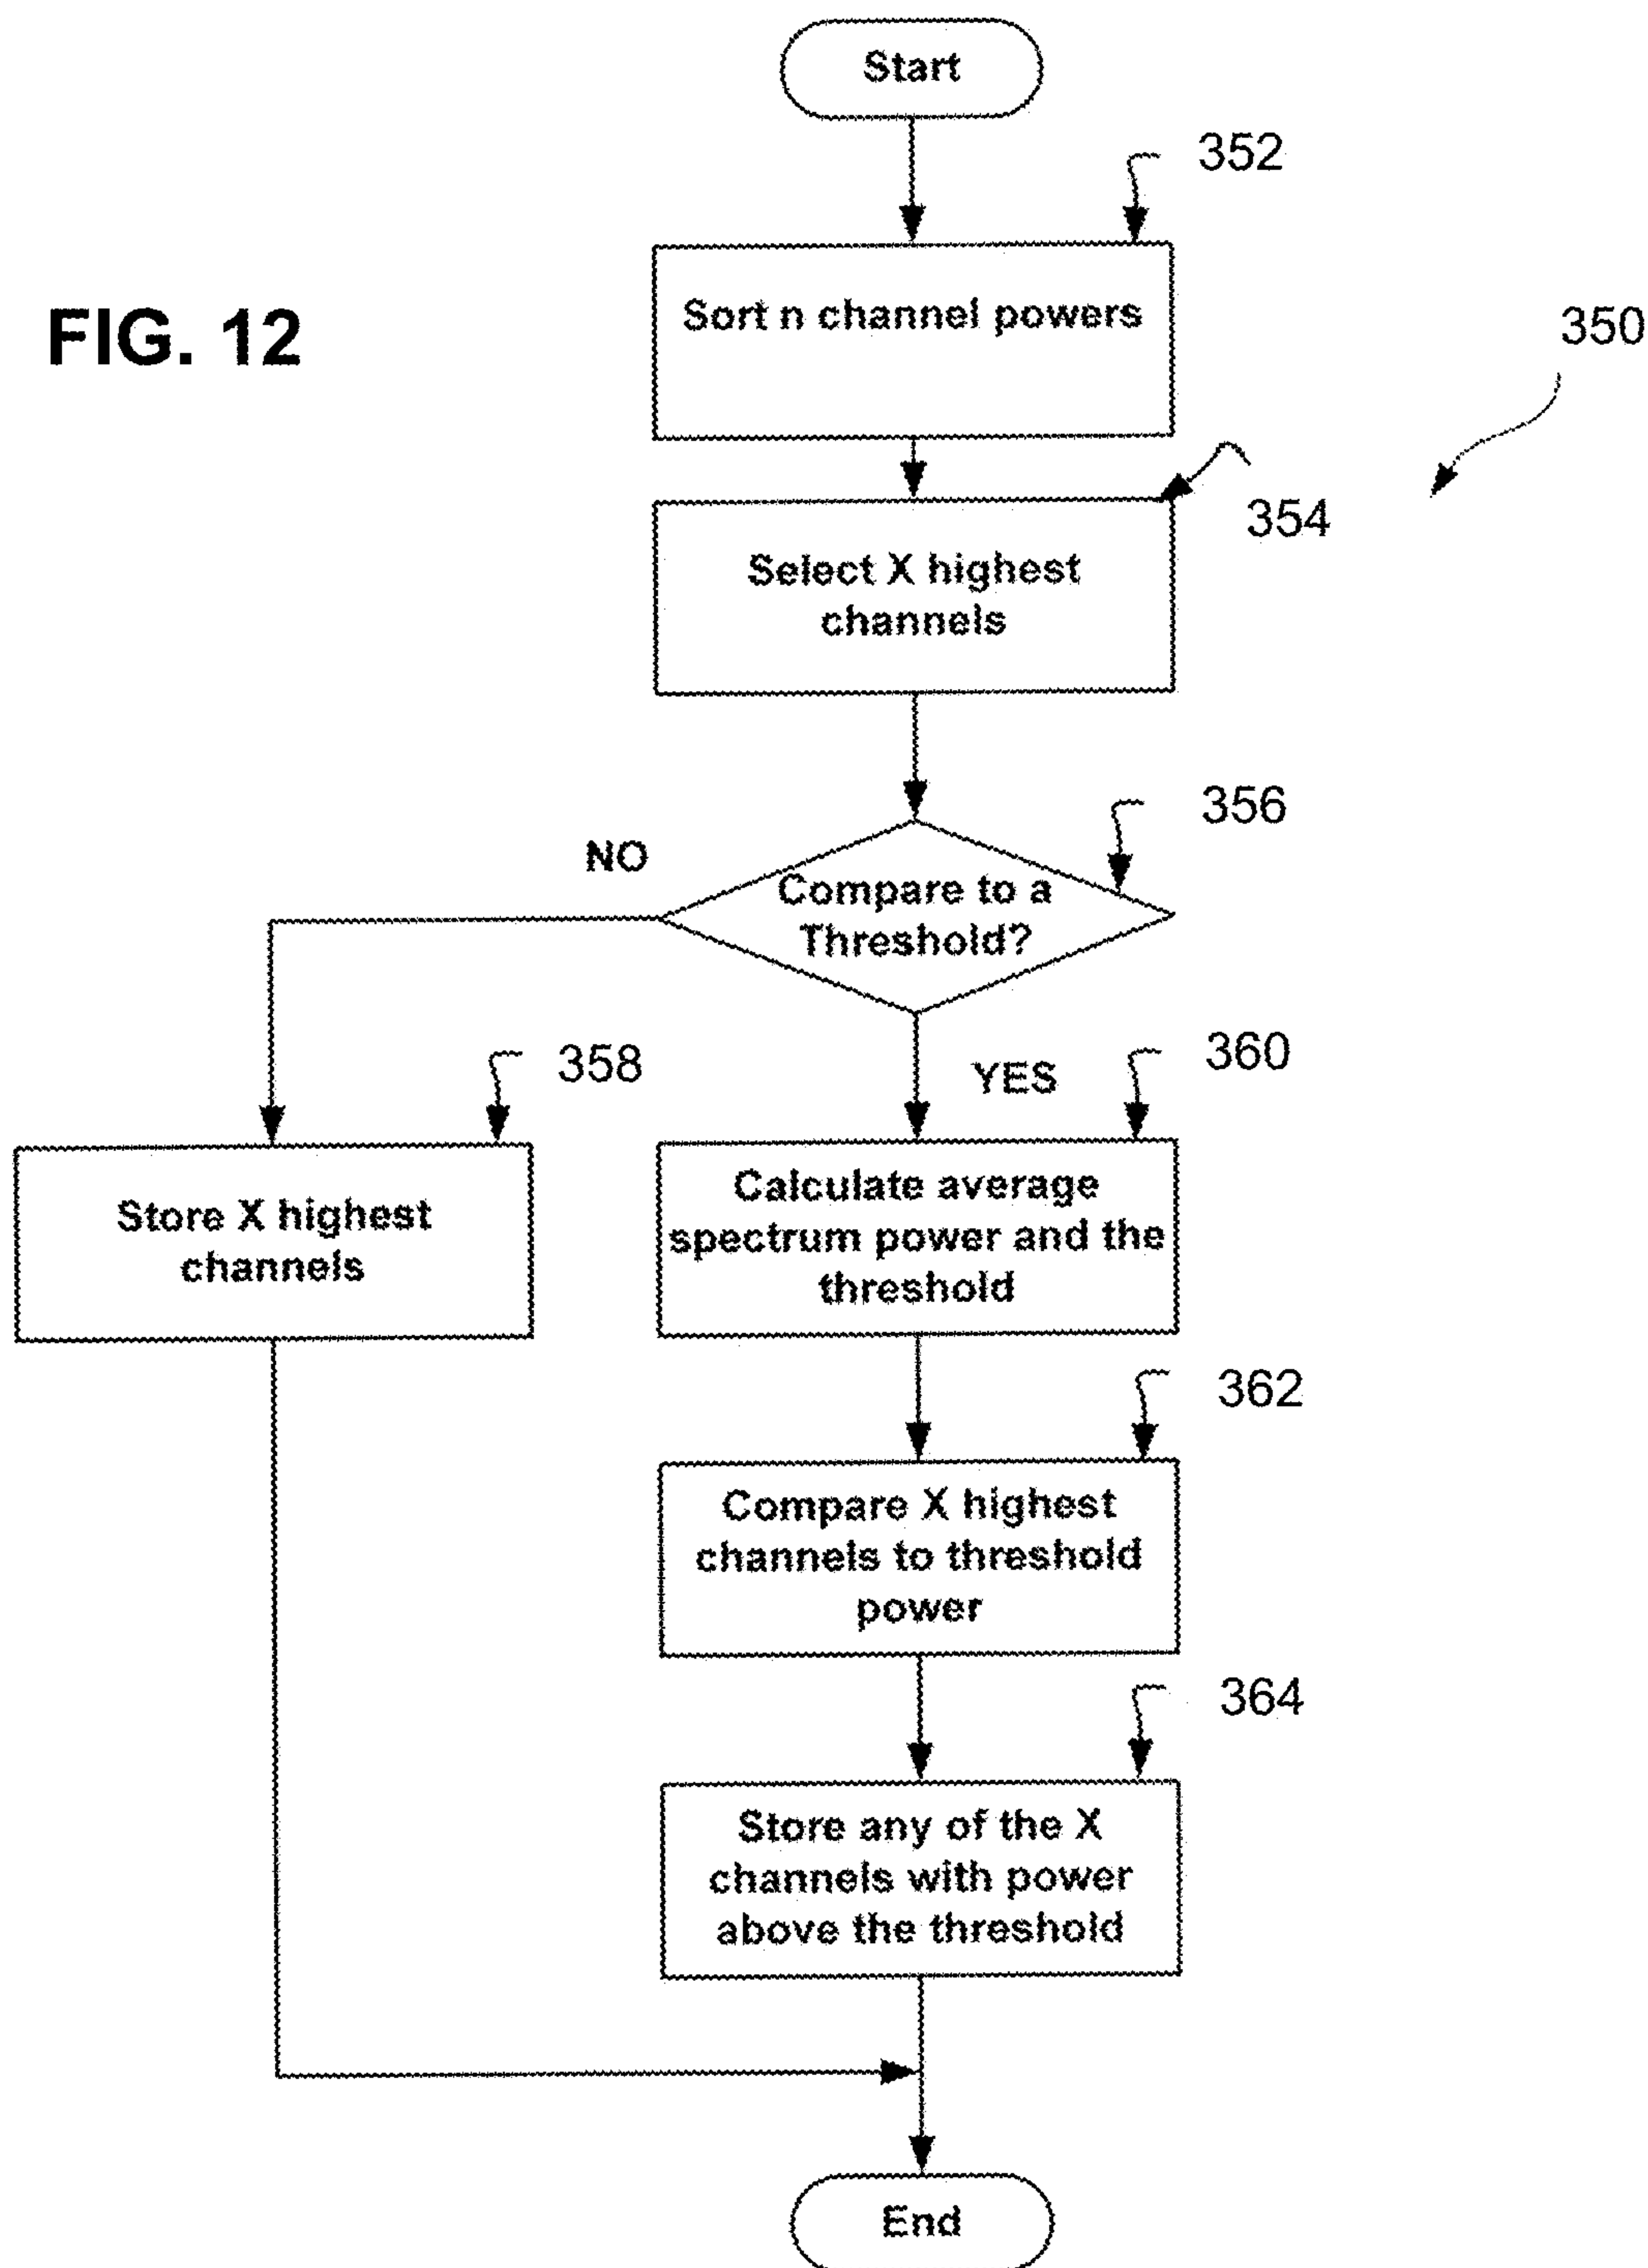 Start
352
Sort n channel powers
FIG. 12
350
354
Select X highest
channels
356
NO
Compare to a
Threshold?
358
YES
360
Store X highest
channels
Calculate average
spectrum power and the
threshold
362
Compare X highest
channels to threshold
power
364
Store any of the X
channels with power
above the threshold
End